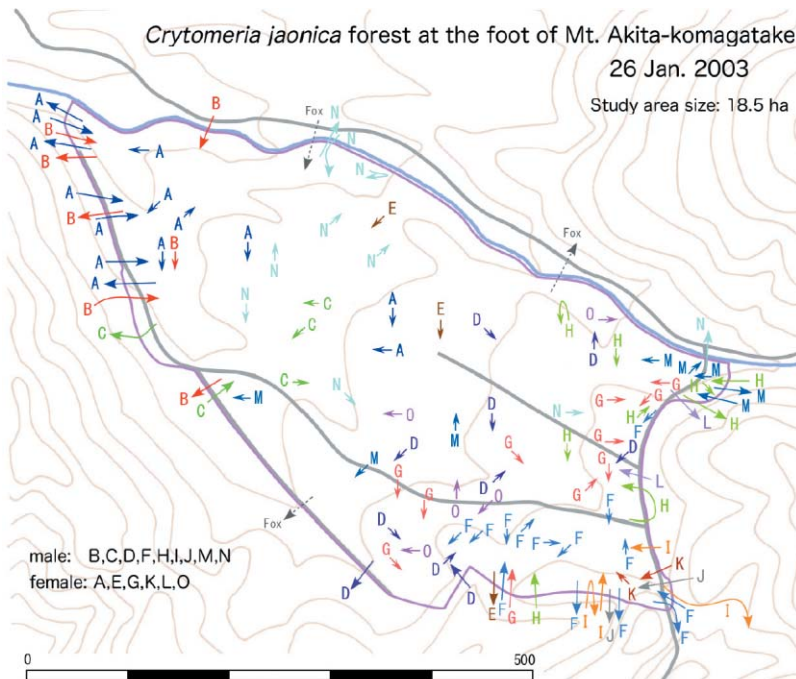 Crytomeria jaonica forest at the foot of Mt. Akita-komagatake
26 Jan. 2003
Study area size: 18.5 ha
A
B
Fox
N
A
B
N
A
A
B
N
A
A
E
B
A
A
N
Fox
A
B
N
A
N
A
N
B
C
A
E
D
H
O
N
C
C
D
H
A
M
M
G
H
B
C
M
C
N
G
H
M
O
N
H
F
L
H
D
M
D
G
H
G
D
M
G
G
L
G
D
O
G
H
Fox
O
D
F
F
F
F
F
F
I
G
O
F
D
K
J
D
D
K
E
F
G
H
F
I
I
J
F
F
F
I
male: B,C,D,F,H,I,J,M,N
female: A,E,G,K,L,O
0
500